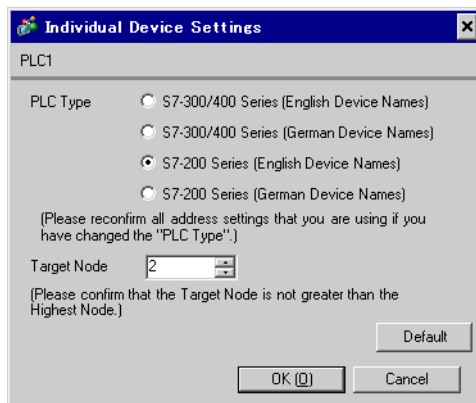 Individual Device Settings
PLC1
PLC Type
S7-300/400 Series (English Device Names)
S7-300/400 Series (German Device Names)
S7-200 Series (English Device Names)
S7-200 Series (German Device Names)
(Please reconfirm all address settings that you are using if you
have changed the "PLC Type".)
Target Node 2
(Please confirm that the Target Node is not greater than the
Highest Node.)
Default
OK (O) Cancel